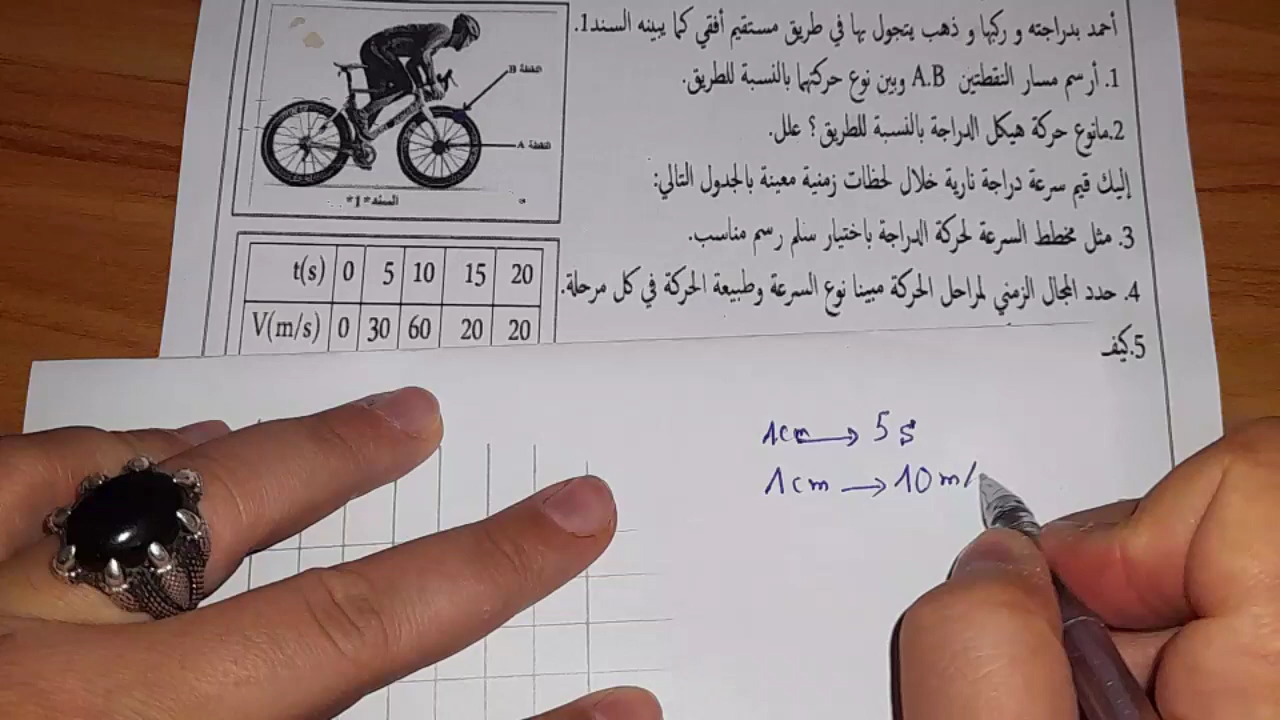 أحمد بدراجته و ركبها و ذهب يتجول بها في طريق مستقيم أفقي كما يبينه السند1.
1. أرسم مسار النقطتين A.B وبين نوع حركتهما بالنسبة للطريق.
2.مانوع حركة هيكل الدراجة بالنسبة للطريق؟ علل.
إليك قيم سرعة دراجة نارية خلال لحظات زمنية معينة بالجدول التالي:
3. مثل مخطط السرعة لحركة الدراجة باختيار سلم رسم مناسب.
4. حدد المجال الزمني لمراحل الحركة مبينا نوع السرعة وطبيعة الحركة في كل مرحلة.
5.كيف
النقطة B
النقطة A
السند*1*
t(s) 0 5 10 15 20
V(m/s) 0 30 60 20 20
1cm → 5 s
1cm → 10 m/